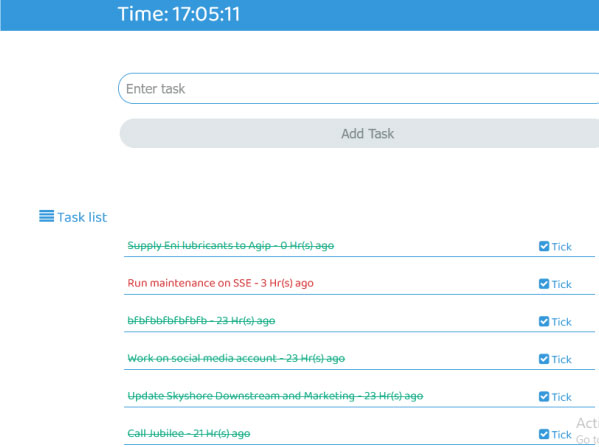 Time: 17:05:11
Enter task
Add Task
Task list
Supply Eni lubricants to Agip - 0 Hr(s) ago Tick
Run maintenance on SSE - 3 Hr(s) ago Tick
bfbfbbfbfbfbfb - 23 Hr(s) ago Tick
Work on social media account - 23 Hr(s) ago Tick
Update Skyshore Downstream and Marketing - 23 Hr(s) ago Tick
Call Jubilee - 21 Hr(s) ago Tick
Acti
Go to